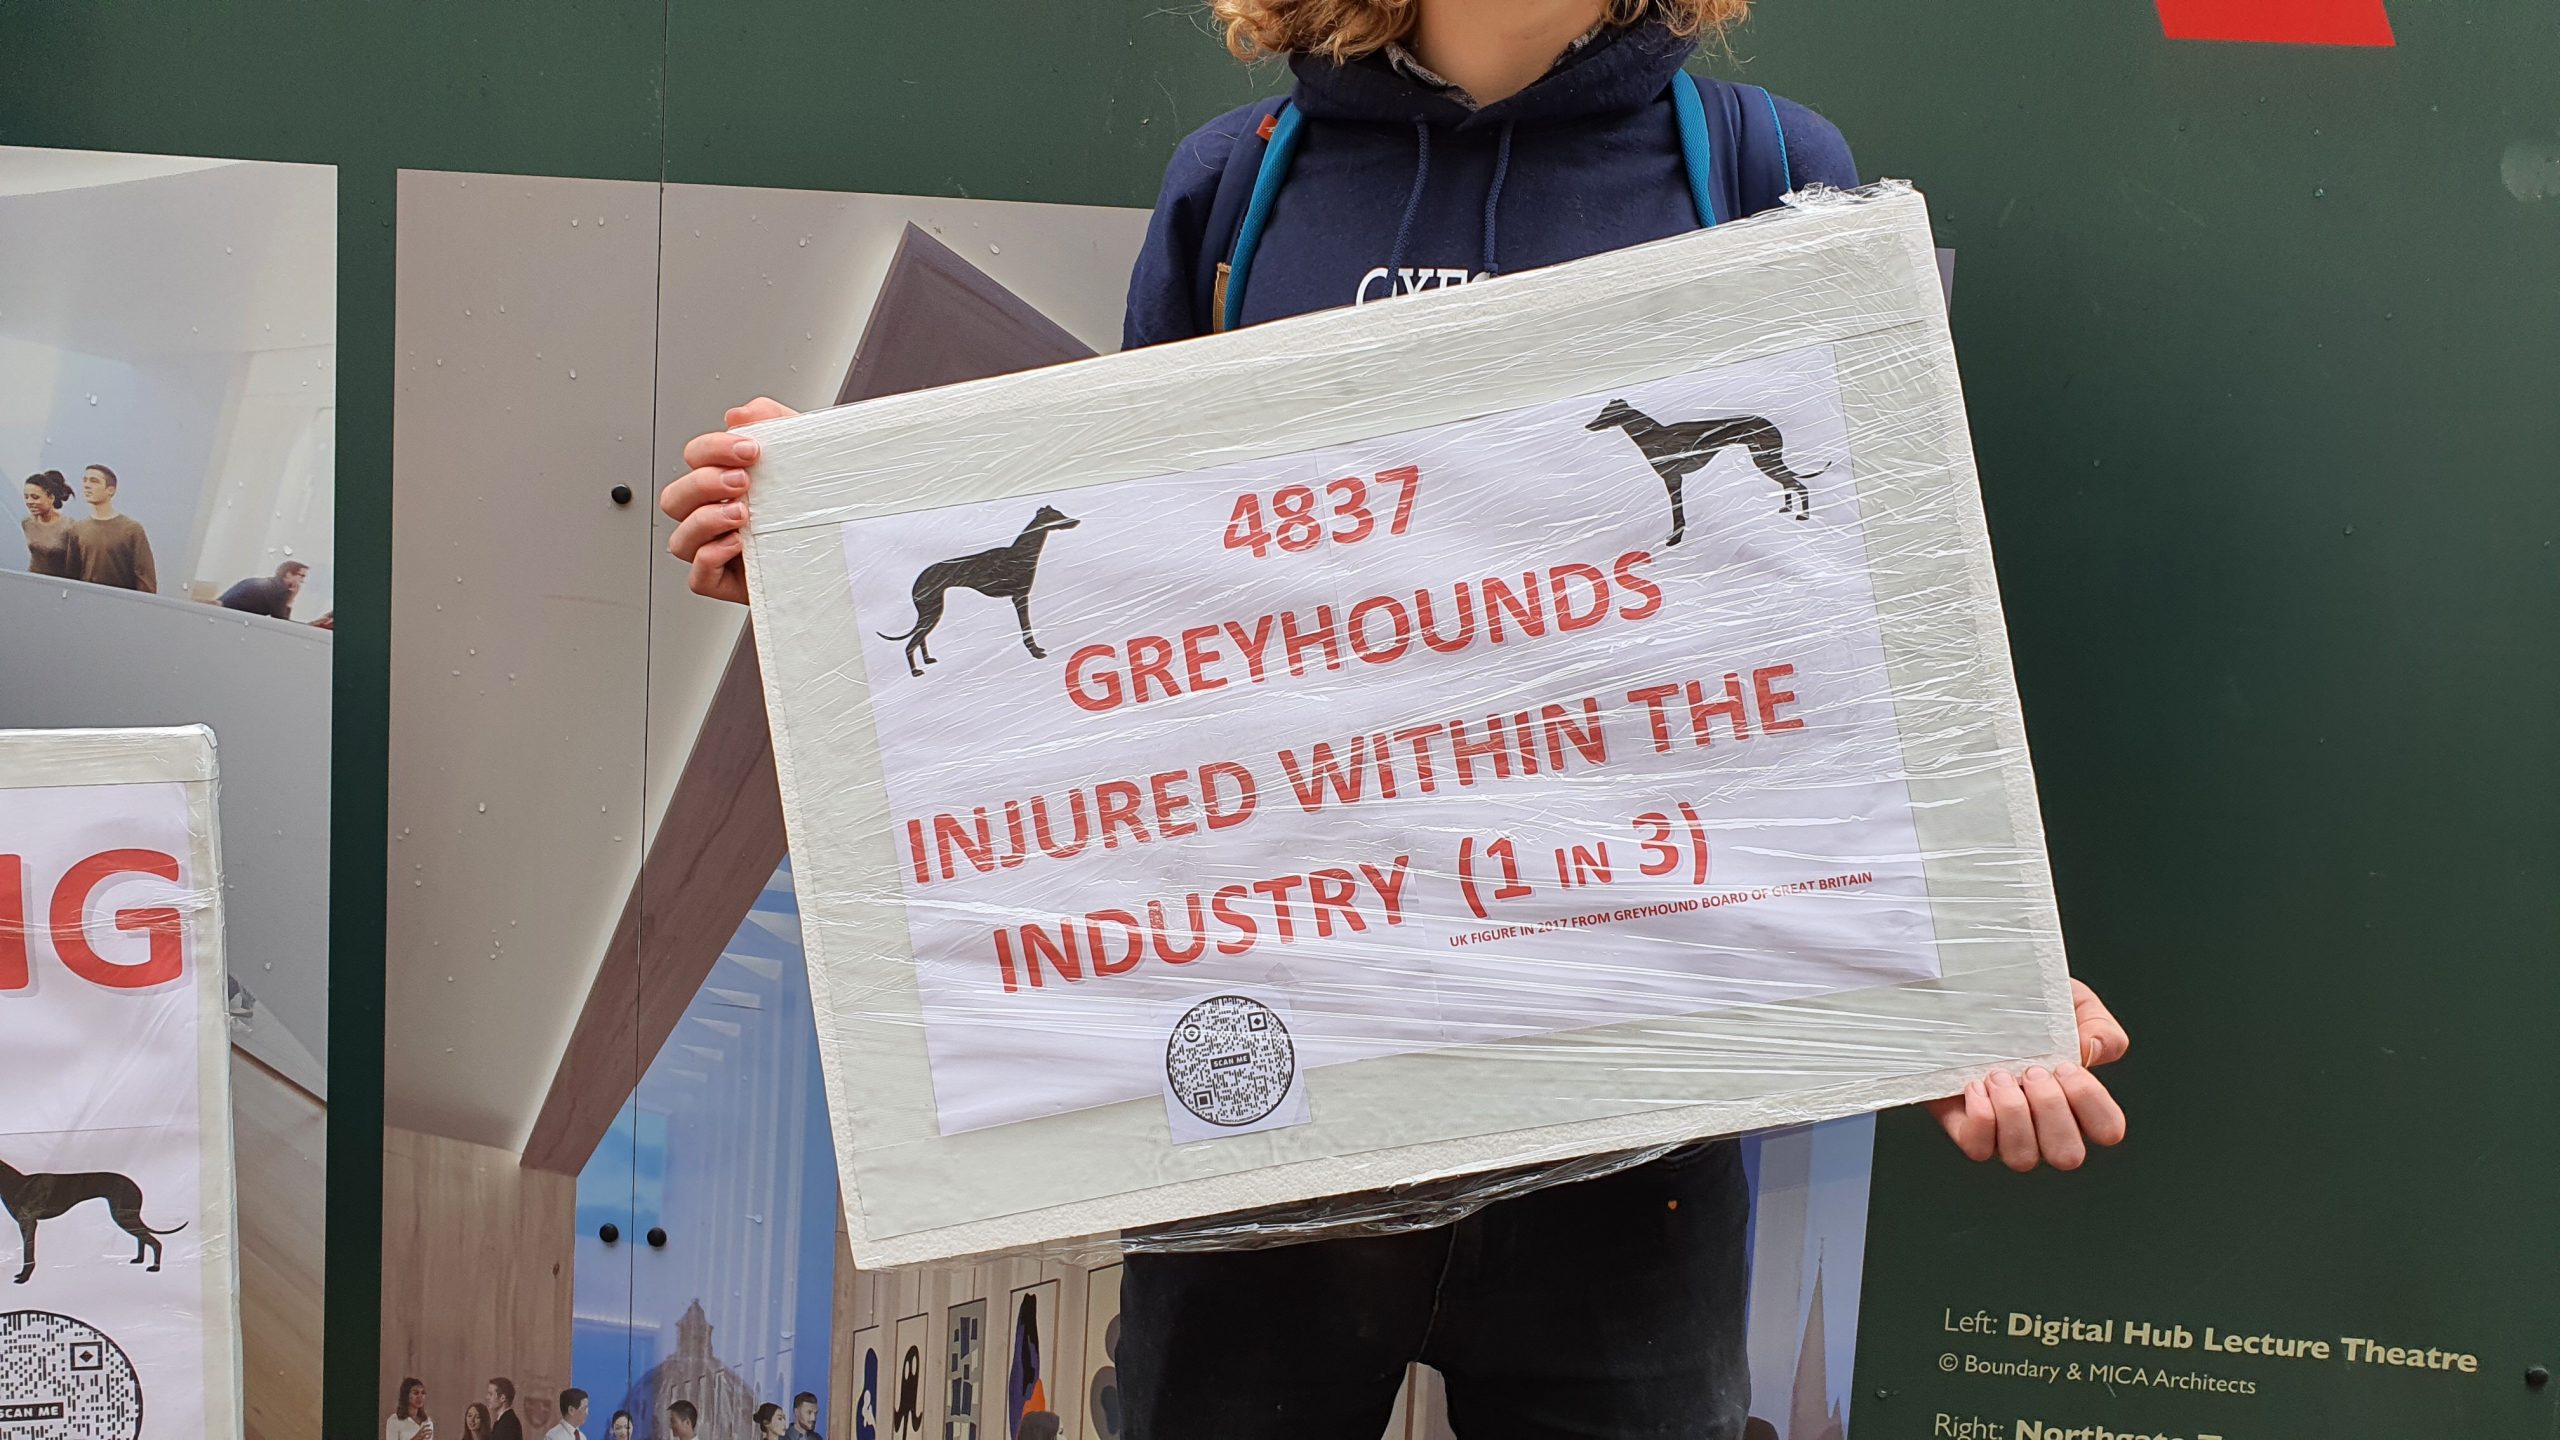 4837
GREYHOUNDS
INJURED WITHIN THE
INDUSTRY (1 IN 3)
UK FIGURE IN 2017 FROM GREYHOUND BOARD OF GREAT BRITAIN
SCAN ME
SCAN ME
Left: Digital Hub Lecture Theatre
© Boundary & MICA Architects
Right: Northgate